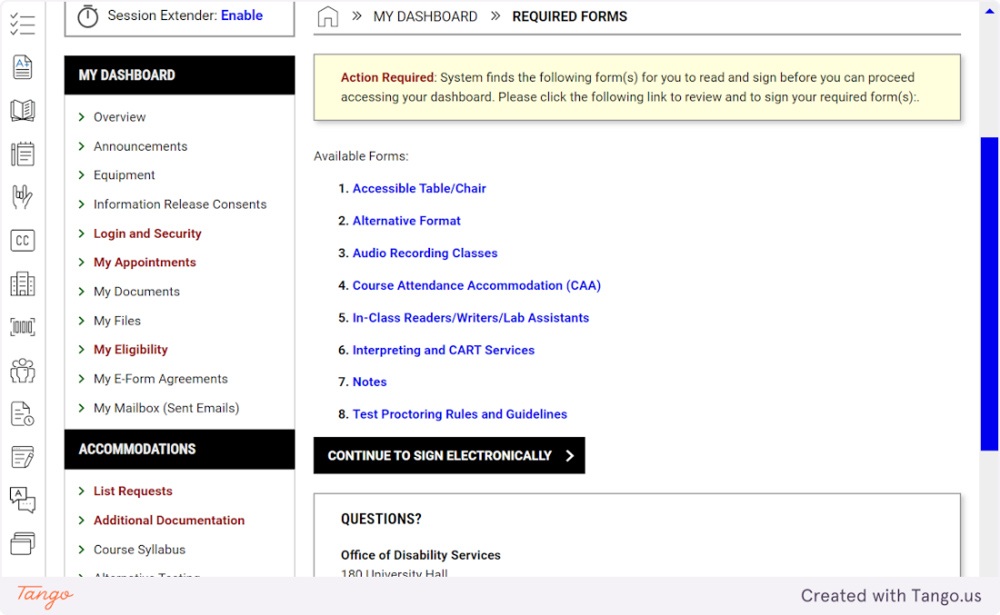 Session Extender: Enable
MY DASHBOARD
Overview
Announcements
Equipment
Information Release Consents
Login and Security
My Appointments
My Documents
My Files
My Eligibility
My E-Form Agreements
My Mailbox (Sent Emails)
ACCOMMODATIONS
List Requests
Additional Documentation
Course Syllabus
Alternative Testing
» MY DASHBOARD » REQUIRED FORMS
Action Required: System finds the following form(s) for you to read and sign before you can proceed
accessing your dashboard. Please click the following link to review and to sign your required form(s):.
Available Forms:
1. Accessible Table/Chair
2. Alternative Format
3. Audio Recording Classes
4. Course Attendance Accommodation (CAA)
5. In-Class Readers/Writers/Lab Assistants
6. Interpreting and CART Services
7. Notes
8. Test Proctoring Rules and Guidelines
CONTINUE TO SIGN ELECTRONICALLY
QUESTIONS?
Office of Disability Services
180 University Hall
A+
CC
A
Tango
Created with Tango.us